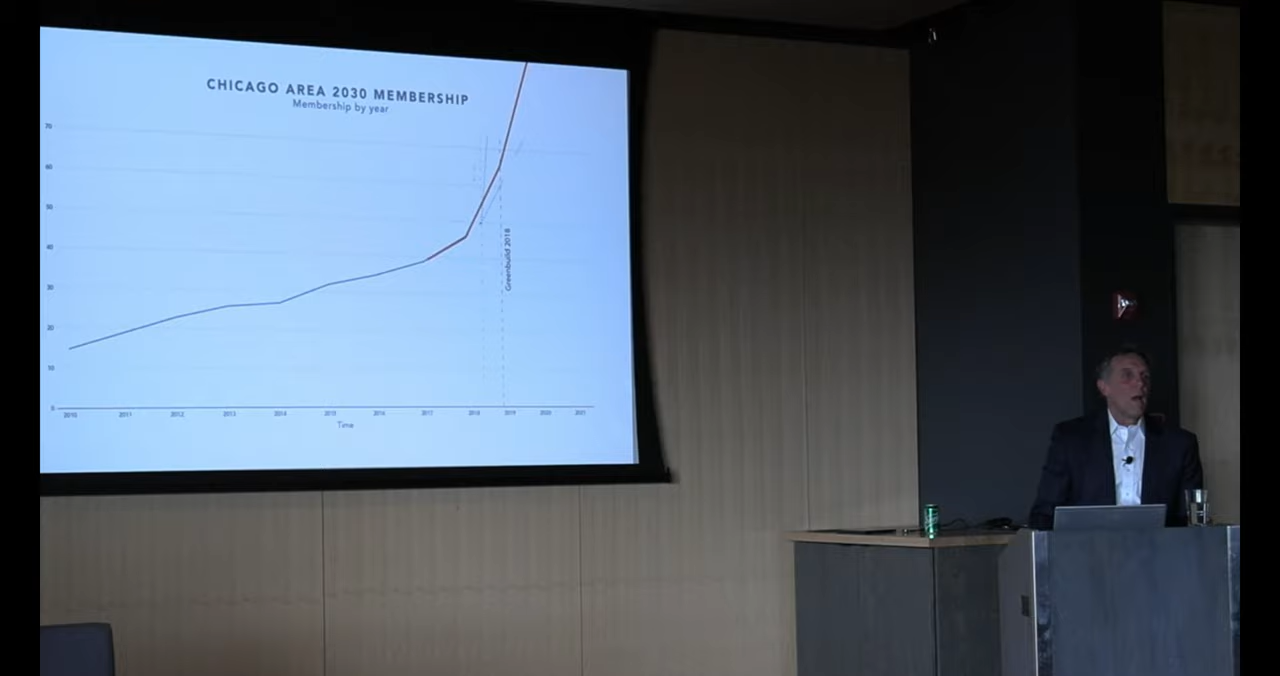 CHICAGO AREA 2030 MEMBERSHIP
Membership by year
70
60
50
40
30
20
10
0
Greenbuild 2018
2010 2011 2012 2013 2014 2015 2016 2017 2018 2019 2020 2021
Time